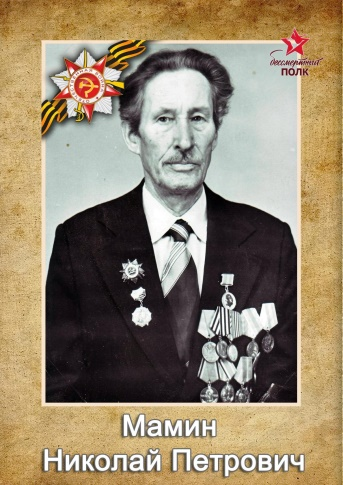 бессмертный
ПОЛК
Мамин
Николай Петрович